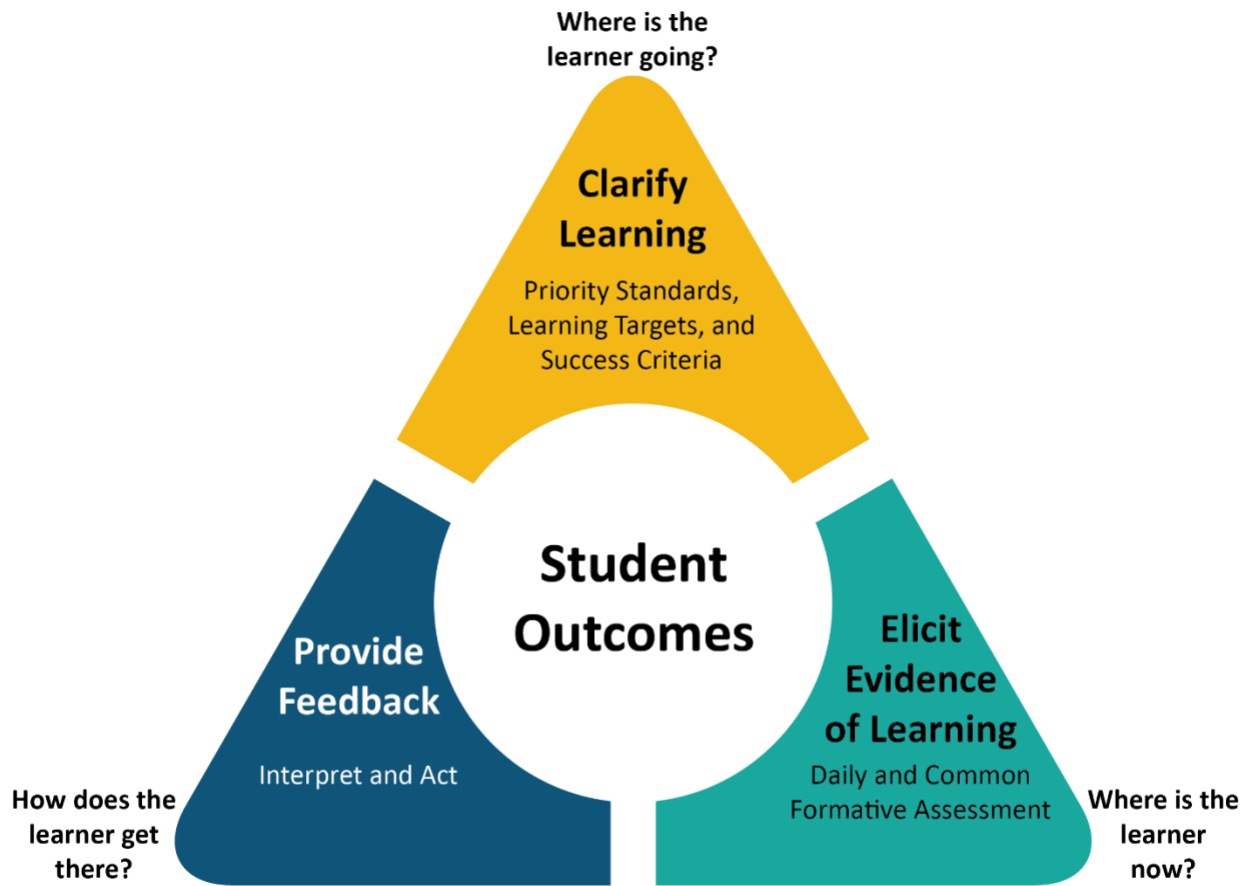 Where is the
learner going?
Clarify
Learning
Priority Standards,
Learning Targets, and
Success Criteria
Student
Outcomes
Provide
Feedback
Interpret and Act
How does the
learner get
there?
Elicit
Evidence
of Learning
Daily and Common
Formative Assessment
Where is the
learner
now?